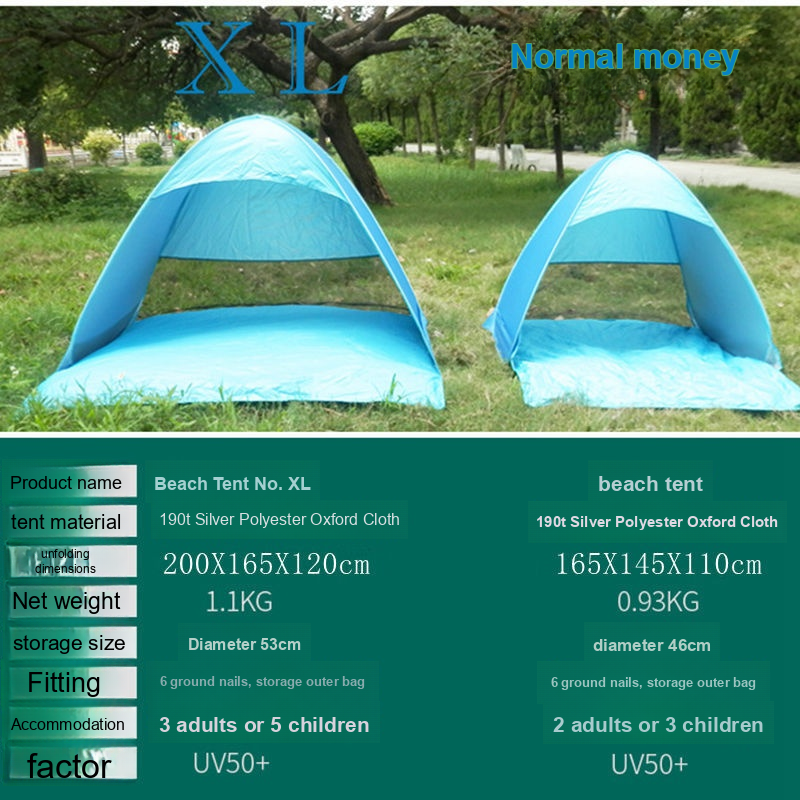 XL
Normal money
Product name
Beach Tent No. XL
beach tent
tent material
190t Silver Polyester Oxford Cloth
190t Silver Polyester Oxford Cloth
unfolding
dimensions
200X165X120cm
165X145X110cm
Net weight
1.1KG
0.93KG
storage size
Diameter 53cm
diameter 46cm
Fitting
6 ground nails, storage outer bag
6 ground nails, storage outer bag
Accommodation
3 adults or 5 children
2 adults or 3 children
factor
UV50+
UV50+